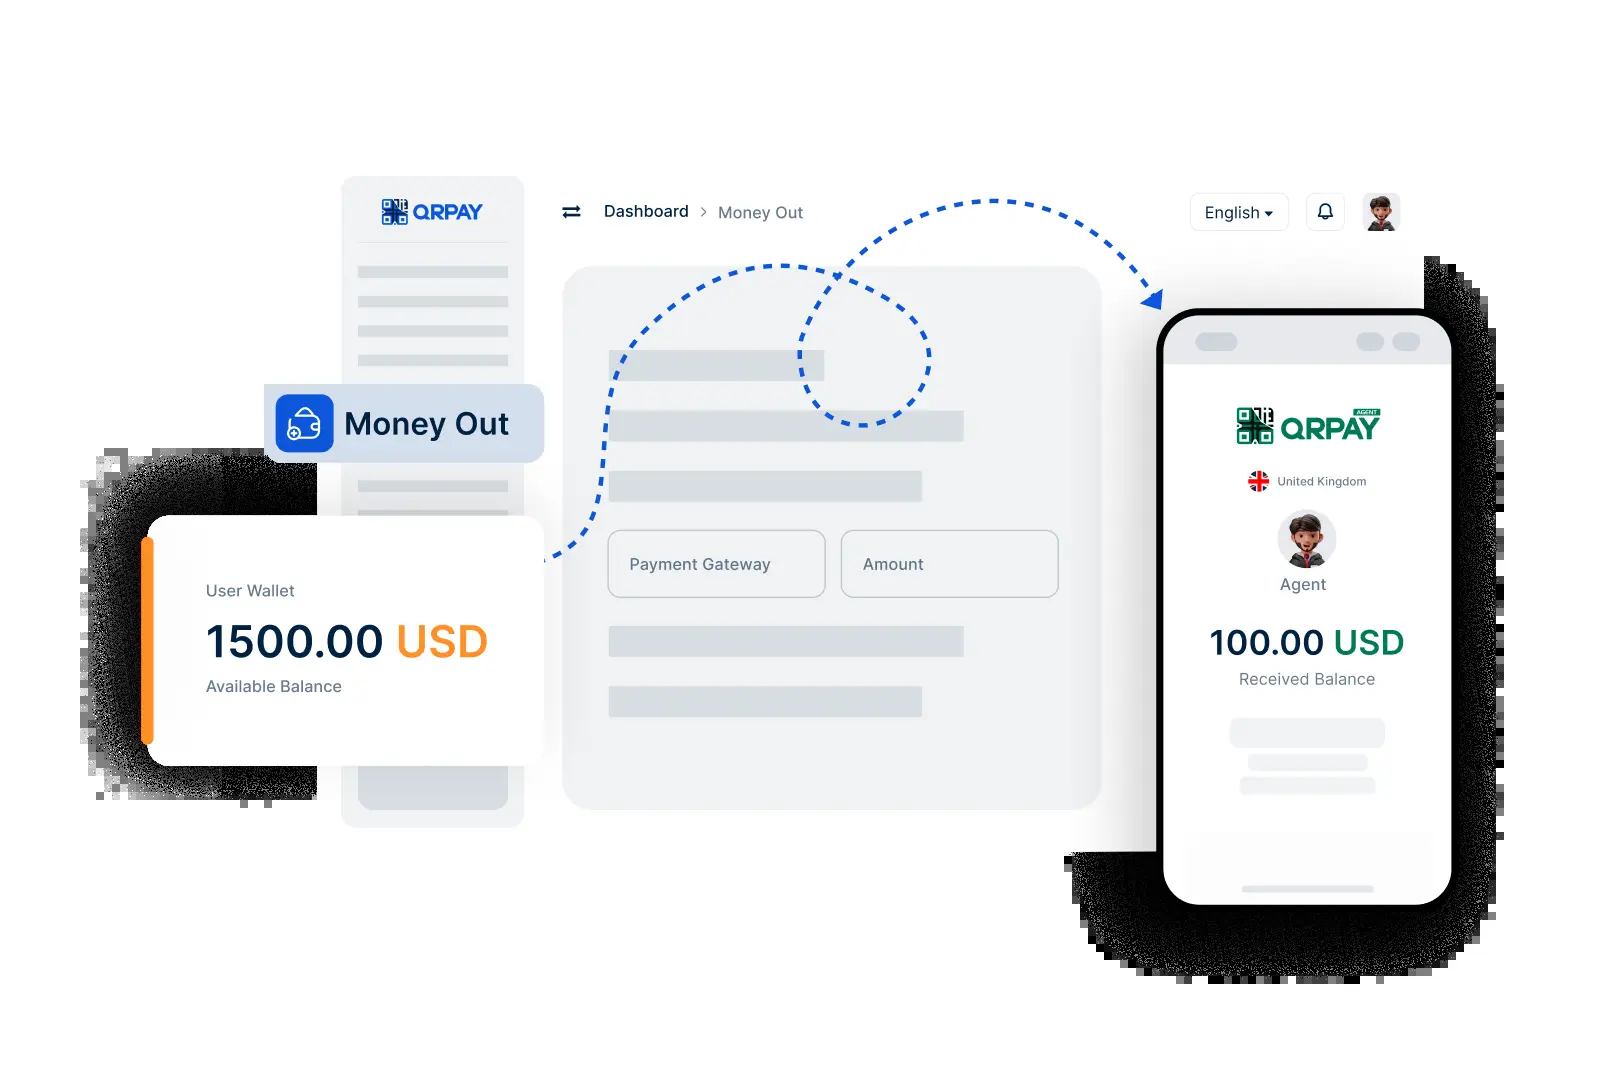 QRPAY
Dashboard > Money Out
English
Money Out
User Wallet
1500.00 USD
Available Balance
Payment Gateway
Amount
AGENT
QRPAY
United Kingdom
Agent
100.00 USD
Received Balance